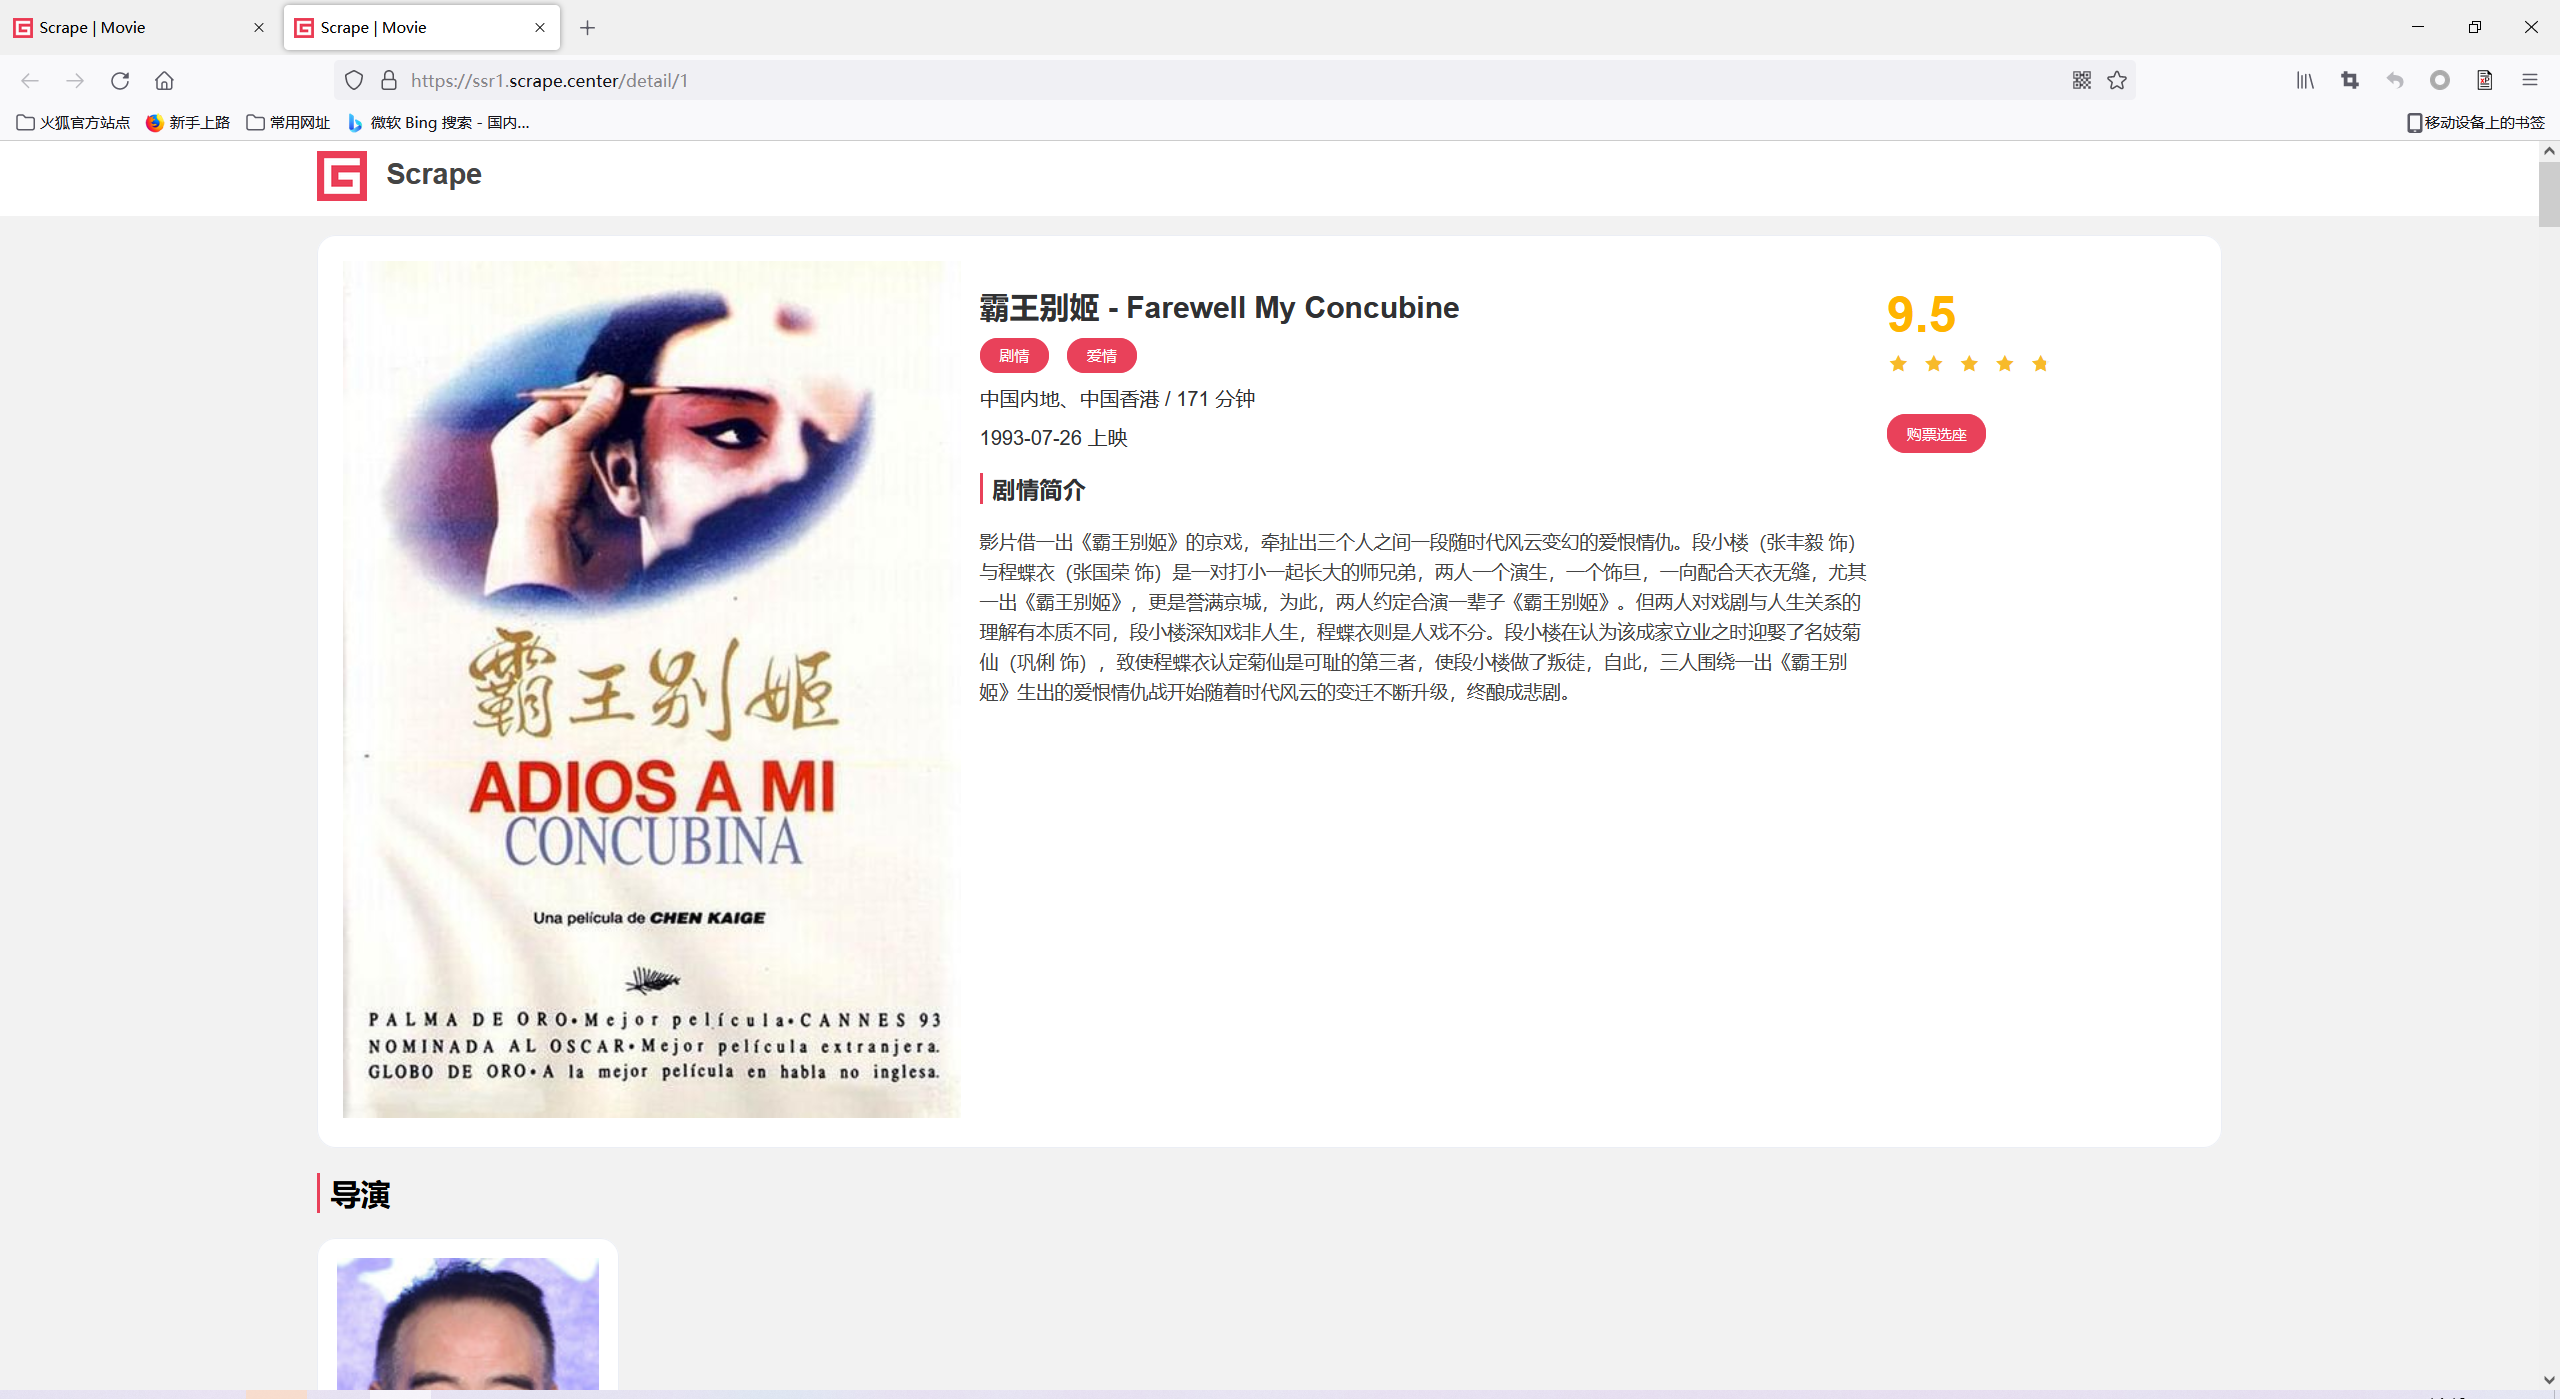 Scrape | Movie
Scrape | Movie
https://ssr1.scrape.center/detail/1
火狐官方站点
新手上路
常用网址
微软 Bing 搜索 - 国内...
移动设备上的书签
Scrape
霸王别姬
ADIOS A MI
CONCUBINA
Una película de CHEN KAIGE
PALMA DE ORO•Mejor película•CANNES 93
NOMINADA AL OSCAR•Mejor película extranjera.
GLOBO DE ORO•A la mejor película en habla no inglesa.
霸王别姬 - Farewell My Concubine
剧情
爱情
中国内地、中国香港 / 171 分钟
1993-07-26 上映
剧情简介
影片借一出《霸王别姬》的京戏，牵扯出三个人之间一段随时代风云变幻的爱恨情仇。段小楼（张丰毅 饰）
与程蝶衣（张国荣 饰）是一对打小一起长大的师兄弟，两人一个演生，一个饰旦，一向配合天衣无缝，尤其
一出《霸王别姬》，更是誉满京城，为此，两人约定合演一辈子《霸王别姬》。但两人对戏剧与人生关系的
理解有本质不同，段小楼深知戏非人生，程蝶衣则是人戏不分。段小楼在认为该成家立业之时迎娶了名妓菊
仙（巩俐 饰），致使程蝶衣认定菊仙是可耻的第三者，使段小楼做了叛徒，自此，三人围绕一出《霸王别
姬》生出的爱恨情仇战开始随着时代风云的变迁不断升级，终酿成悲剧。
9.5
购票选座
导演